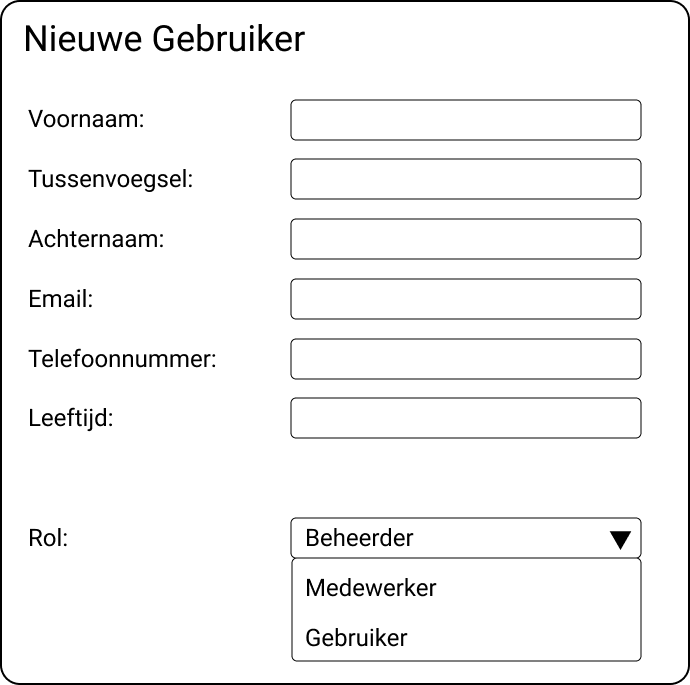 Nieuwe Gebruiker
Voornaam:
Tussenvoegsel:
Achternaam:
Email:
Telefoonnummer:
Leeftijd:
Rol: Beheerder
Medewerker
Gebruiker